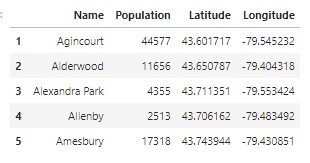 Name Population Latitude Longitude
1 Agincourt 44577 43.601717 -79.545232
2 Alderwood 11656 43.650787 -79.404318
3 Alexandra Park 4355 43.711351 -79.553424
4 Allenby 2513 43.706162 -79.483492
5 Amesbury 17318 43.743944 -79.430851